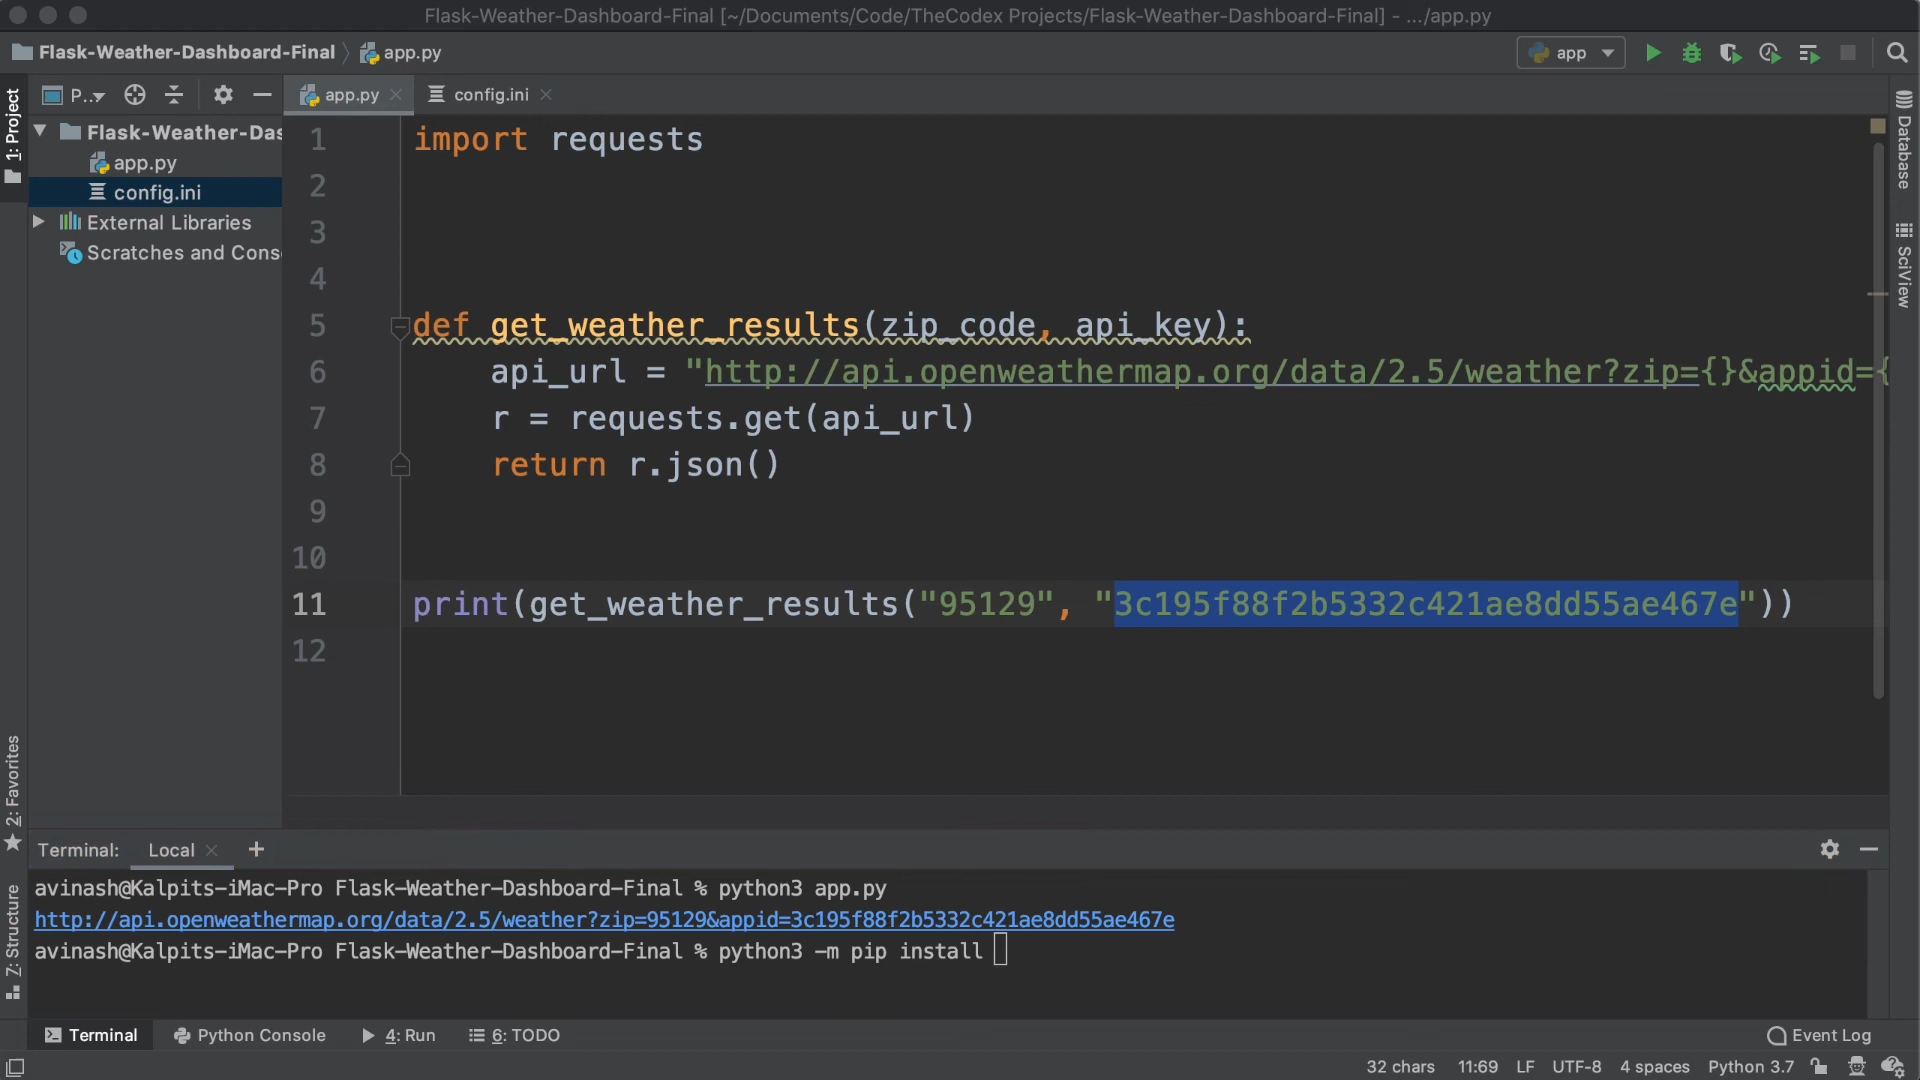 Flask-Weather-Dashboard-Final [~/Documents/Code/TheCodex Projects/Flask-Weather-Dashboard-Final] - .../app.py
Flask-Weather-Dashboard-Final app.py
app
1: Project
P..
app.py
config.ini
Flask-Weather-Das
app.py
config.ini
External Libraries
Scratches and Cons
1 import requests
2
3
4
5 def get_weather_results(zip_code, api_key):
6 api_url = "http://api.openweathermap.org/data/2.5/weather?zip={}&appid={
7 r = requests.get(api_url)
8 return r.json()
9
10
11 print(get_weather_results("95129", "3c195f88f2b5332c421ae8dd55ae467e"))
12
Database
SciView
2: Favorites
Z: Structure
Terminal: Local
avinash@Kalpits-iMac-Pro Flask-Weather-Dashboard-Final % python3 app.py
http://api.openweathermap.org/data/2.5/weather?zip=95129&appid=3c195f88f2b5332c421ae8dd55ae467e
avinash@Kalpits-iMac-Pro Flask-Weather-Dashboard-Final % python3 -m pip install
Terminal Python Console 4: Run 6: TODO Event Log
32 chars 11:69 LF UTF-8 4 spaces Python 3.7